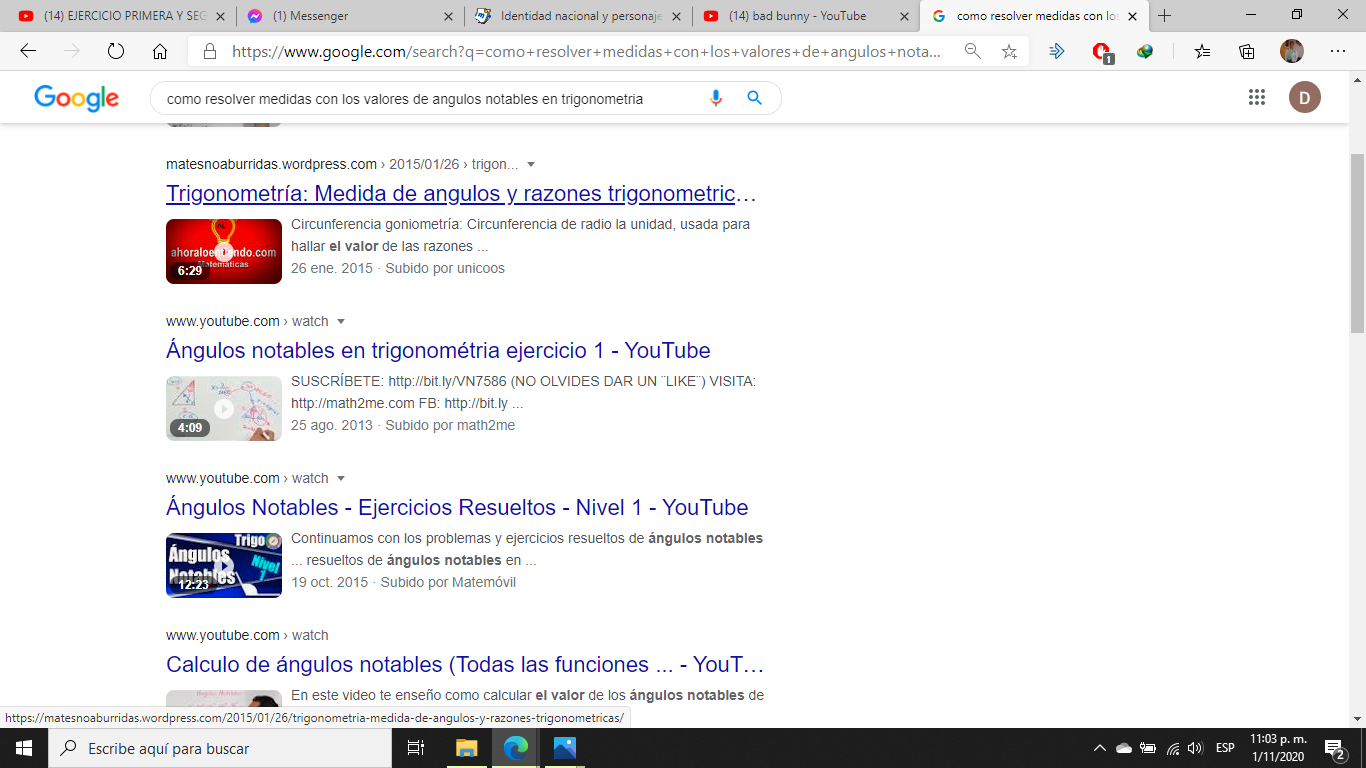 (14) EJERCICIO PRIMERA Y SEG
(1) Messenger
Identidad nacional y personaje
(14) bad bunny - YouTube
como resolver medidas con los
https://www.google.com/search?q=como+resolver+medidas+con+los+valores+de+angulos+nota...
1
Google
como resolver medidas con los valores de angulos notables en trigonometria
D
matesnoaburridas.wordpress.com › 2015/01/26 › trigon...
Trigonometría: Medida de angulos y razones trigonometric…
ahoraloentiendo.com
Matemáticas
6:29
Circunferencia goniometría: Circunferencia de radio la unidad, usada para
hallar el valor de las razones ...
26 ene. 2015 · Subido por unicoos
www.youtube.com › watch
Ángulos notables en trigonométria ejercicio 1 - YouTube
4:09
SUSCRÍBETE: http://bit.ly/VN7586 (NO OLVIDES DAR UN ¨LIKE¨) VISITA:
http://math2me.com FB: http://bit.ly ...
25 ago. 2013 · Subido por math2me
www.youtube.com › watch
Ángulos Notables - Ejercicios Resueltos - Nivel 1 - YouTube
Trigo
Ángulos
Notables
Nivel
1
12:23
Continuamos con los problemas y ejercicios resueltos de ángulos notables
... resueltos de ángulos notables en ...
19 oct. 2015 · Subido por Matemóvil
www.youtube.com › watch
Calculo de ángulos notables (Todas las funciones ... - YouT…
En este video te enseño como calcular el valor de los ángulos notables de
https://matesnoaburridas.wordpress.com/2015/01/26/trigonometria-medida-de-angulos-y-razones-trigonometricas/
Escribe aquí para buscar
ESP
11:03 p. m.
1/11/2020
2